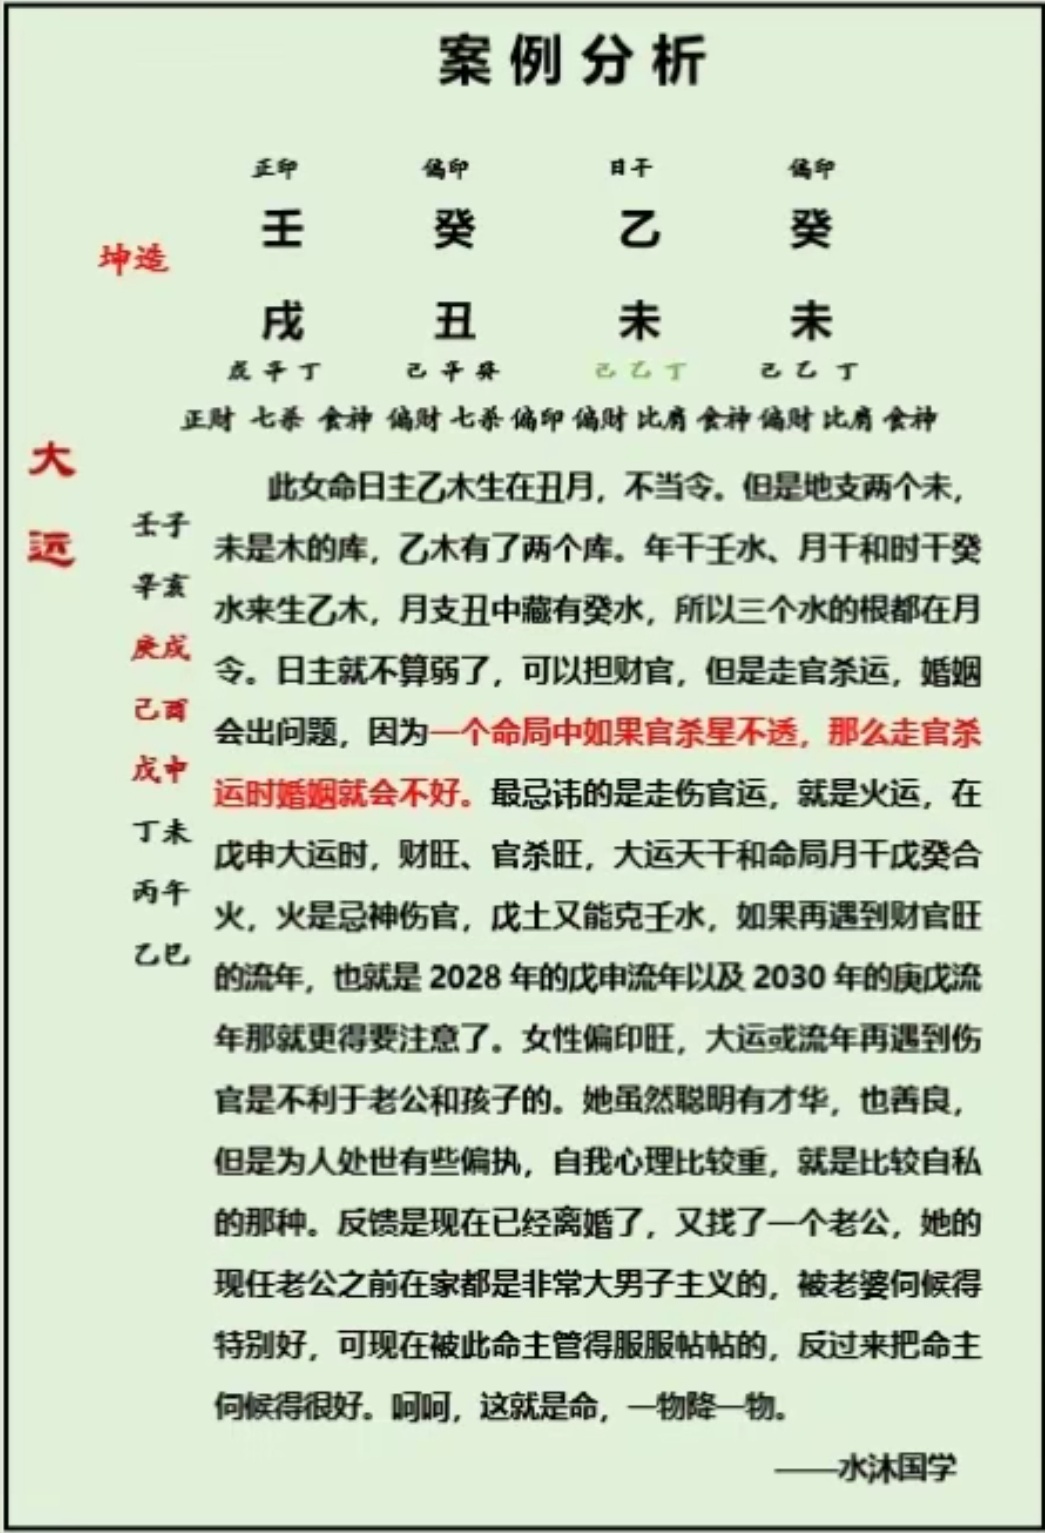 案例分析
正印 偏印 日干 偏印
坤造 壬 癸 乙 癸
戌 丑 未 未
戊 辛 丁 己 辛 癸 己 乙 丁 己 乙 丁
正财 七杀 食神 偏财 七杀 偏印 偏财 比肩 食神 偏财 比肩 食神
大
运
壬子
辛亥
庚戌
己酉
戊申
丁未
丙午
乙巳
此女命日主乙木生在丑月，不当令。但是地支两个未，
未是木的库，乙木有了两个库。年干壬水、月干和时干癸
水来生乙木，月支丑中藏有癸水，所以三个水的根都在月
令。日主就不算弱了，可以担财官，但是走官杀运，婚姻
会出问题，因为一个命局中如果官杀星不透，那么走官杀
运时婚姻就会不好。最忌讳的是走伤官运，就是火运，在
戊申大运时，财旺、官杀旺，大运天干和命局月干戊癸合
火，火是忌神伤官，戊土又能克壬水，如果再遇到财官旺
的流年，也就是 2028 年的戊申流年以及 2030 年的庚戌流
年那就更得要注意了。女性偏印旺，大运或流年再遇到伤
官是不利于老公和孩子的。她虽然聪明有才华，也善良，
但是为人处世有些偏执，自我心理比较重，就是比较自私
的那种。反馈是现在已经离婚了，又找了一个老公，她的
现任老公之前在家都是非常大男子主义的，被老婆伺候得
特别好，可现在被此命主管得服服帖帖的，反过来把命主
伺候得很好。呵呵，这就是命，一物降一物。
——水沐国学